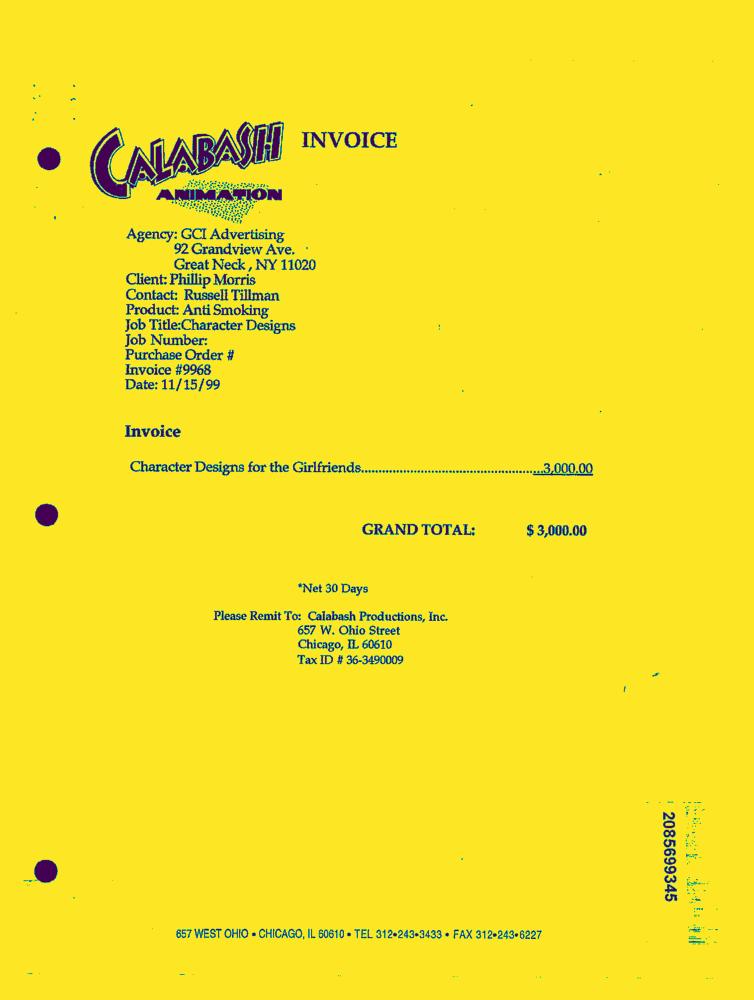 CALABASH
ANIMATION
INVOICE
Agency: GCI Advertising
92 Grandview Ave.
Great Neck , NY 11020
Client: Phillip Morris
Contact: Russell Tillman
Product: Anti Smoking
Job Title:Character Designs
Job Number:
Purchase Order #
Invoice #9968
Date: 11/15/99
Invoice
Character Designs for the Girlfriends....................................................3,000.00
GRAND TOTAL: $ 3,000.00
*Net 30 Days
Please Remit To: Calabash Productions, Inc.
657 W. Ohio Street
Chicago, IL 60610
Tax ID # 36-3490009
2085699345
657 WEST OHIO • CHICAGO, IL 60610 • TEL 312•243•3433 • FAX 312•243•6227